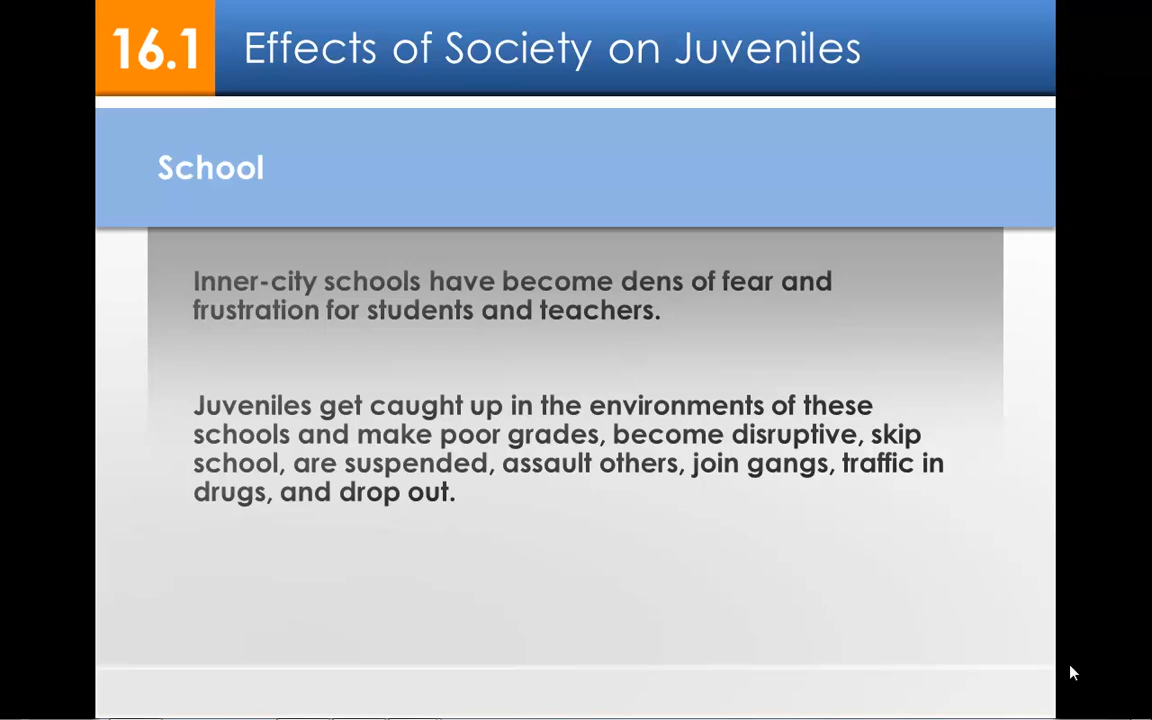 16.1
Effects of Society on Juveniles
School
Inner-city schools have become dens of fear and
frustration for students and teachers.
Juveniles get caught up in the environments of these
schools and make poor grades, become disruptive, skip
school, are suspended, assault others, join gangs, traffic in
drugs, and drop out.